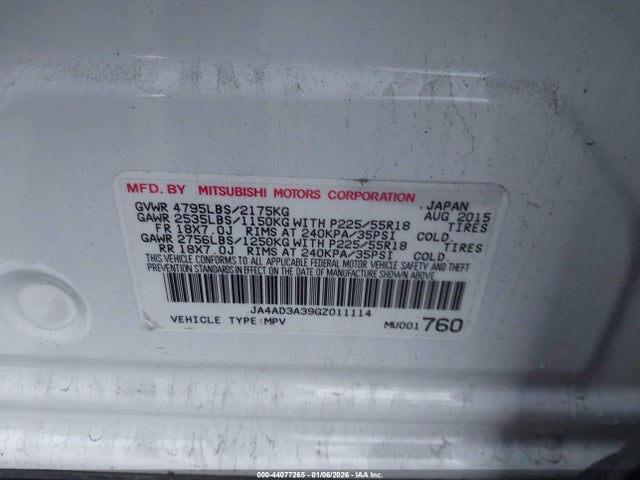 MFD. BY MITSUBISHI MOTORS CORPORATION
GVWR 4795LBS/2175KG JAPAN AUG 2015
GAWR 2535LBS/1150KG WITH P225/55R18 TIRES
FR 18X7.0J RIMS AT 240KPA/35PSI COLD.
GAWR 2756LBS/1250KG WITH P225/55R18 TIRES
RR 18X7.0J RIMS AT 240KPA/35PSI COLD.
THIS VEHICLE CONFORMS TO ALL APPLICABLE FEDERAL MOTOR VEHICLE SAFETY AND
THEFT PREVENTION STANDARDS IN EFFECT ON THE DATE OF MANUFACTURE SHOWN ABOVE.
JA4AD3A39GZ011114
VEHICLE TYPE:MPV MU001760
000-44077265 - 01/06/2026 - IAA Inc.